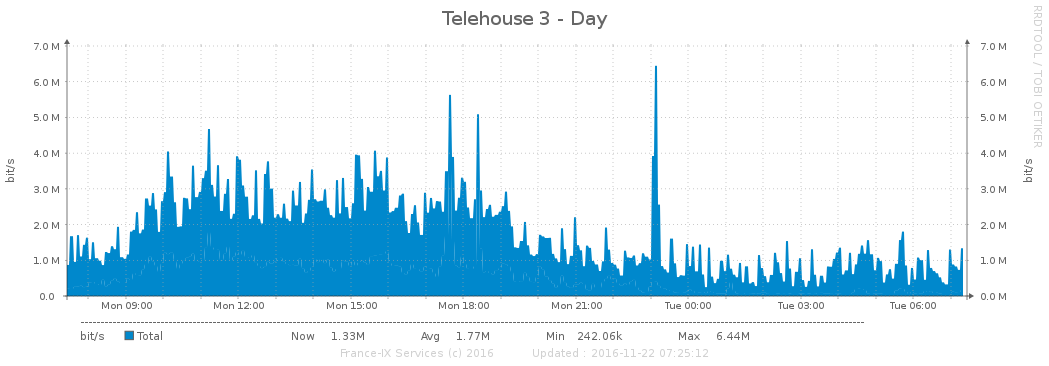 Telehouse 3 - Day
RRDTOOL / TOBI OETIKER
bit/s
bit/s
7.0 M 7.0 M
6.0 M 6.0 M
5.0 M 5.0 M
4.0 M 4.0 M
3.0 M 3.0 M
2.0 M 2.0 M
1.0 M 1.0 M
0.0 0.0 M
Mon 09:00 Mon 12:00 Mon 15:00 Mon 18:00 Mon 21:00 Tue 00:00 Tue 03:00 Tue 06:00
bit/s Total Now 1.33M Avg 1.77M Min 242.06k Max 6.44M
France-IX Services (c) 2016 Updated : 2016-11-22 07:25:12